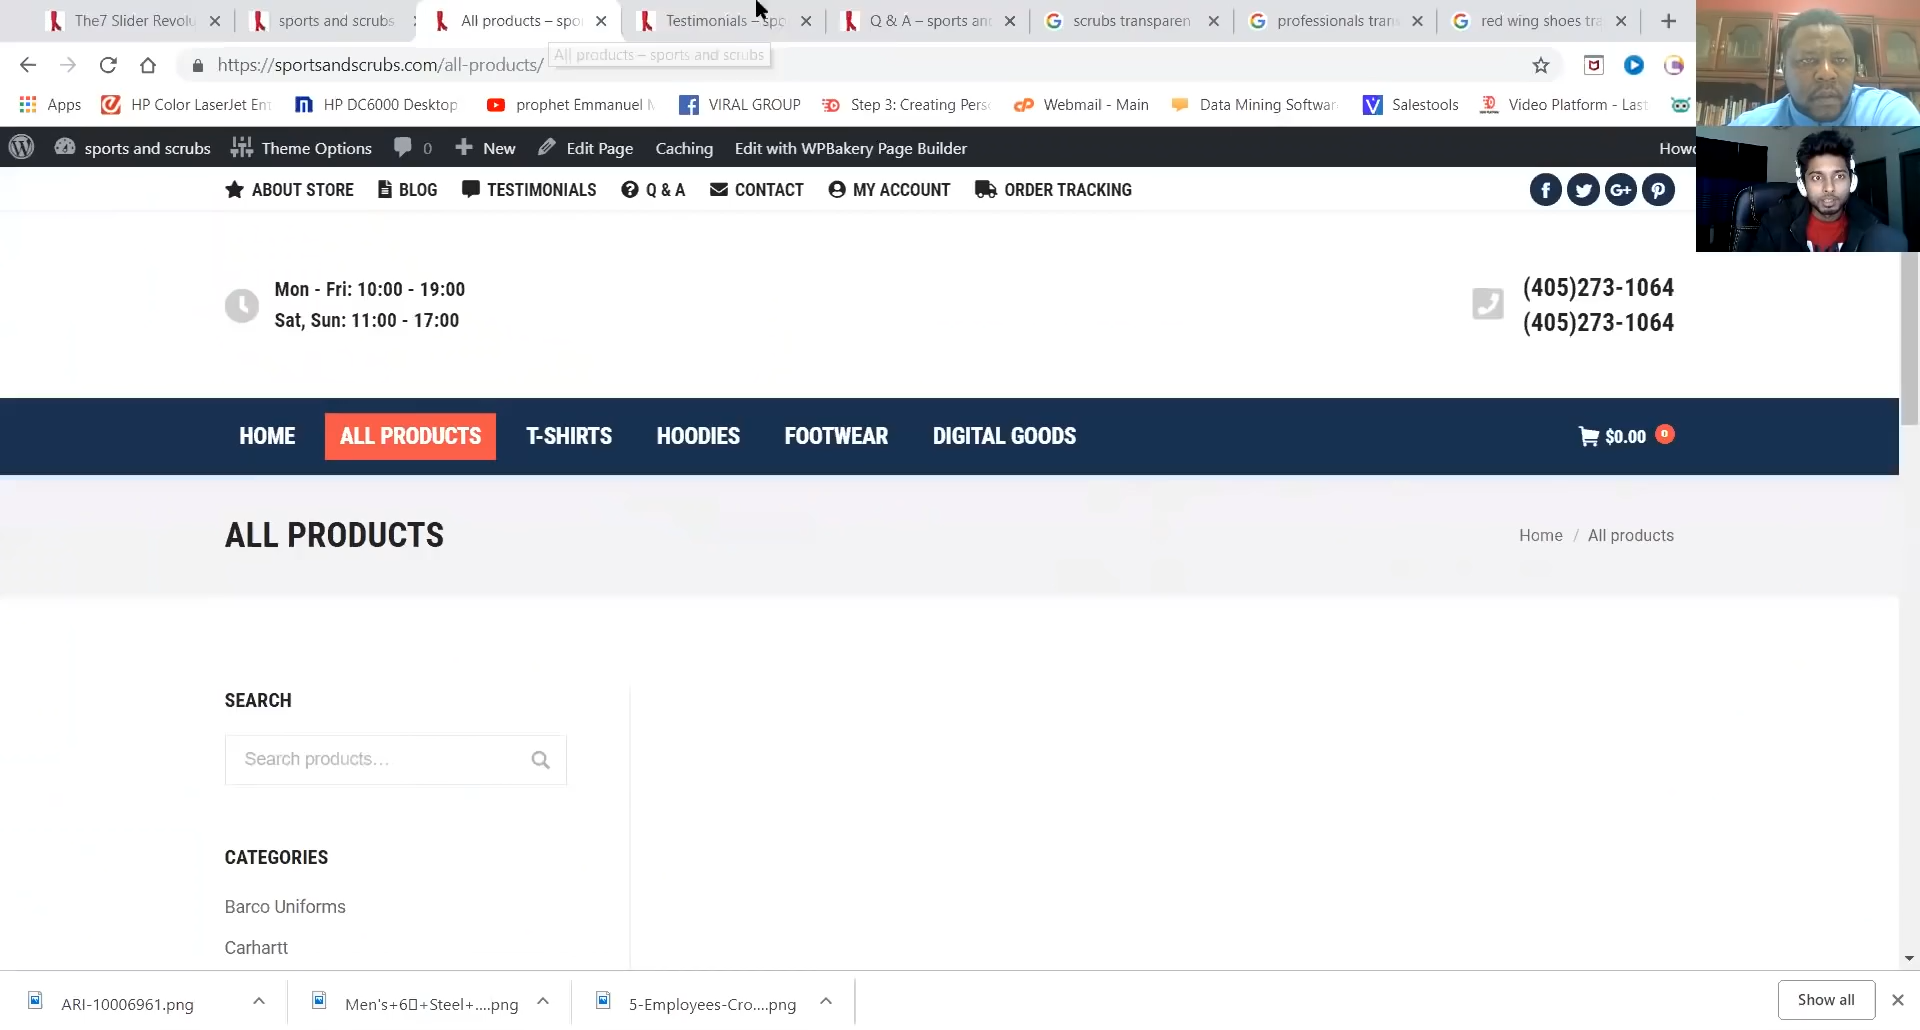 The7 Slider Revolu
sports and scrubs
All products – spo
Testimonials – spo
Q & A – sports an
scrubs transparen
professionals tran
red wing shoes tra
https://sportsandscrubs.com/all-products/
All products – sports and scrubs
Apps
HP Color LaserJet Ent
HP DC6000 Desktop
prophet Emmanuel M
VIRAL GROUP
Step 3: Creating Perso
Webmail - Main
Data Mining Softwar
Salestools
Video Platform - Last
sports and scrubs
Theme Options
0
New
Edit Page
Caching
Edit with WPBakery Page Builder
Howd
ABOUT STORE
BLOG
TESTIMONIALS
Q & A
CONTACT
MY ACCOUNT
ORDER TRACKING
Mon - Fri: 10:00 - 19:00
Sat, Sun: 11:00 - 17:00
(405)273-1064
(405)273-1064
HOME
ALL PRODUCTS
T-SHIRTS
HOODIES
FOOTWEAR
DIGITAL GOODS
$0.00
0
ALL PRODUCTS
Home / All products
SEARCH
Search products…
CATEGORIES
Barco Uniforms
Carhartt
ARI-10006961.png
Men's+6▯+Steel+....png
5-Employees-Cro....png
Show all